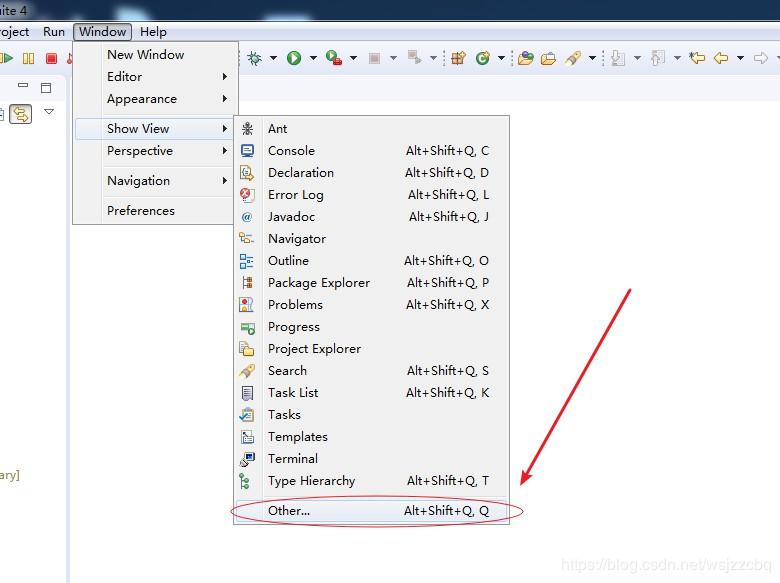 uite 4
roject Run Window Help
New Window
Editor
Appearance
Show View
Perspective
Navigation
Preferences
Ant
Console Alt+Shift+Q, C
Declaration Alt+Shift+Q, D
Error Log Alt+Shift+Q, L
Javadoc Alt+Shift+Q, J
Navigator
Outline Alt+Shift+Q, O
Package Explorer Alt+Shift+Q, P
Problems Alt+Shift+Q, X
Progress
Project Explorer
Search Alt+Shift+Q, S
Task List Alt+Shift+Q, K
Tasks
Templates
Terminal
Type Hierarchy Alt+Shift+Q, T
Other... Alt+Shift+Q, Q
ary]
https://blog.csdn.net/wsjzzcbq